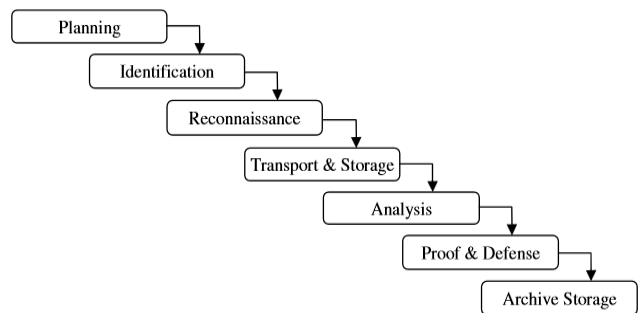 Planning
Identification
Reconnaissance
Transport & Storage
Analysis
Proof & Defense
Archive Storage